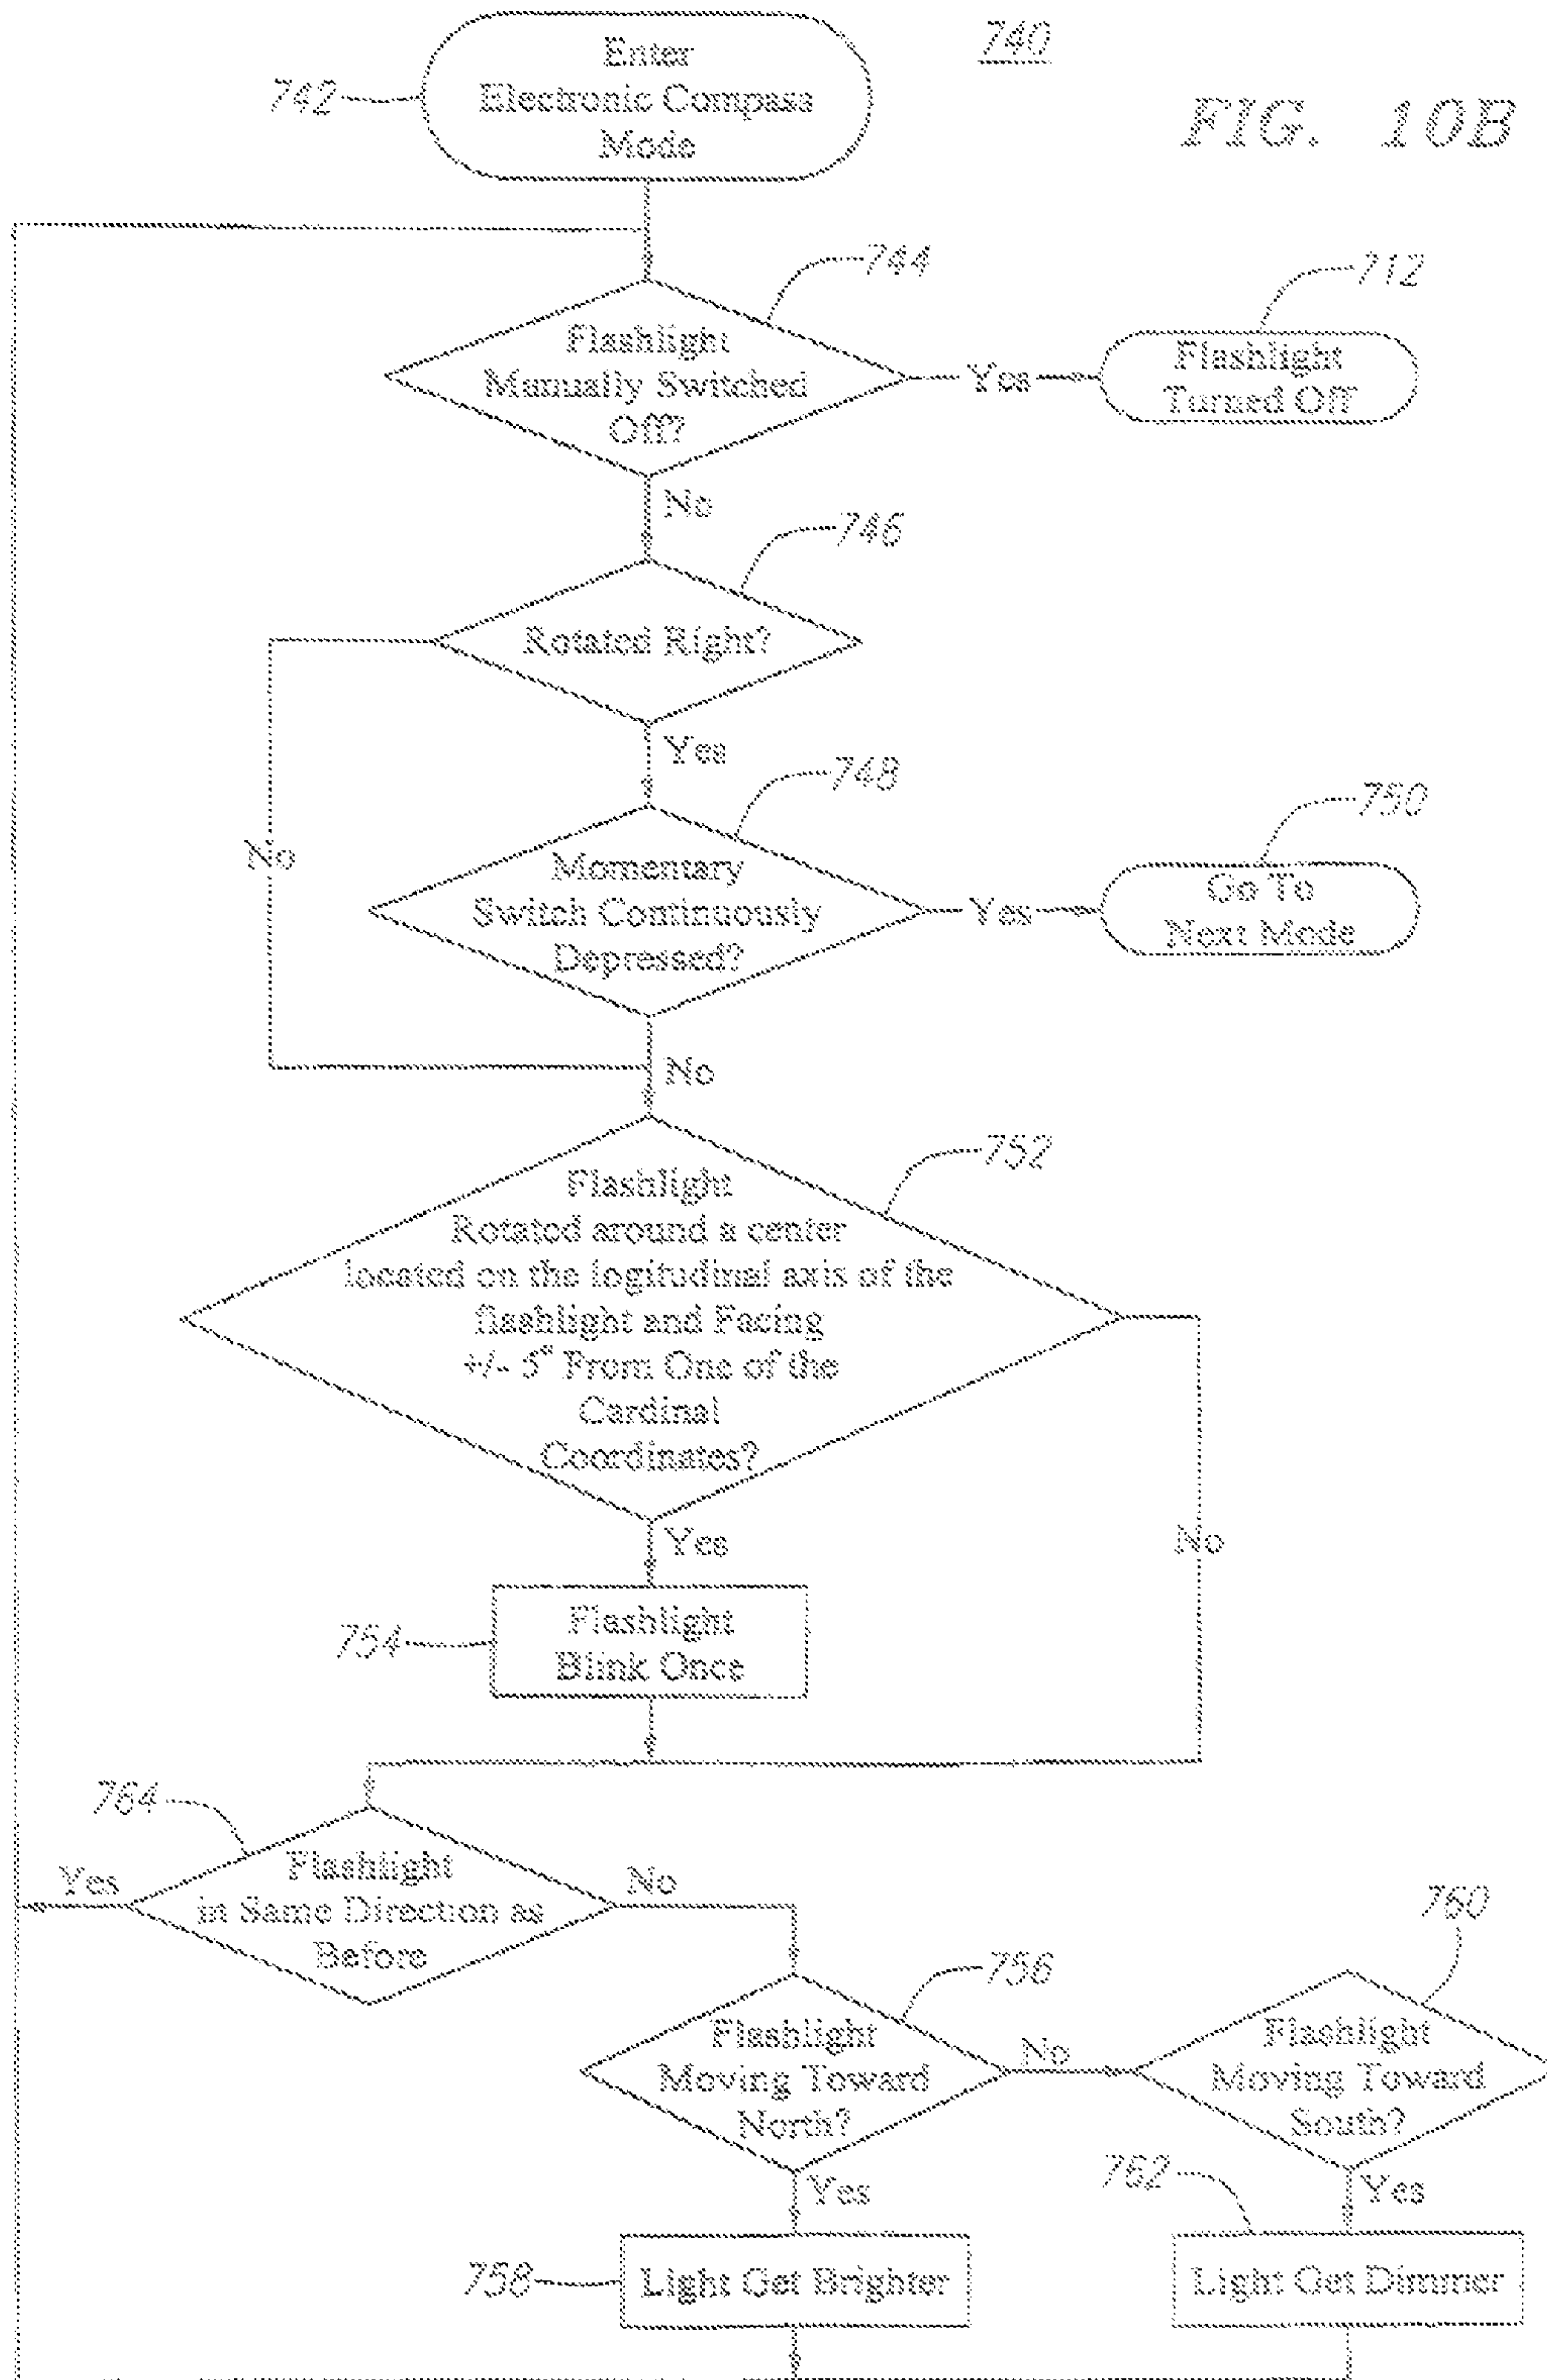 Enter
Electronic Compass
Mode
742
740
FIG. 10B
744
Flashlight
Manually Switched
Off?
Yes
712
Flashlight
Turned Off
No
746
Rotated Right?
Yes
No
748
Momentary
Switch Continuously
Depressed?
Yes
750
Go To
Next Mode
No
752
Flashlight
Rotated around a center
located on the logitudinal axis of the
flashlight and Facing
+/- 5° From One of the
Cardinal
Coordinates?
Yes
No
754
Flashlight
Blink Once
764
Yes
Flashlight
in Same Direction as
Before
No
756
Flashlight
Moving Toward
North?
No
760
Flashlight
Moving Toward
South?
Yes
758
Light Get Brighter
762
Yes
Light Get Dimmer